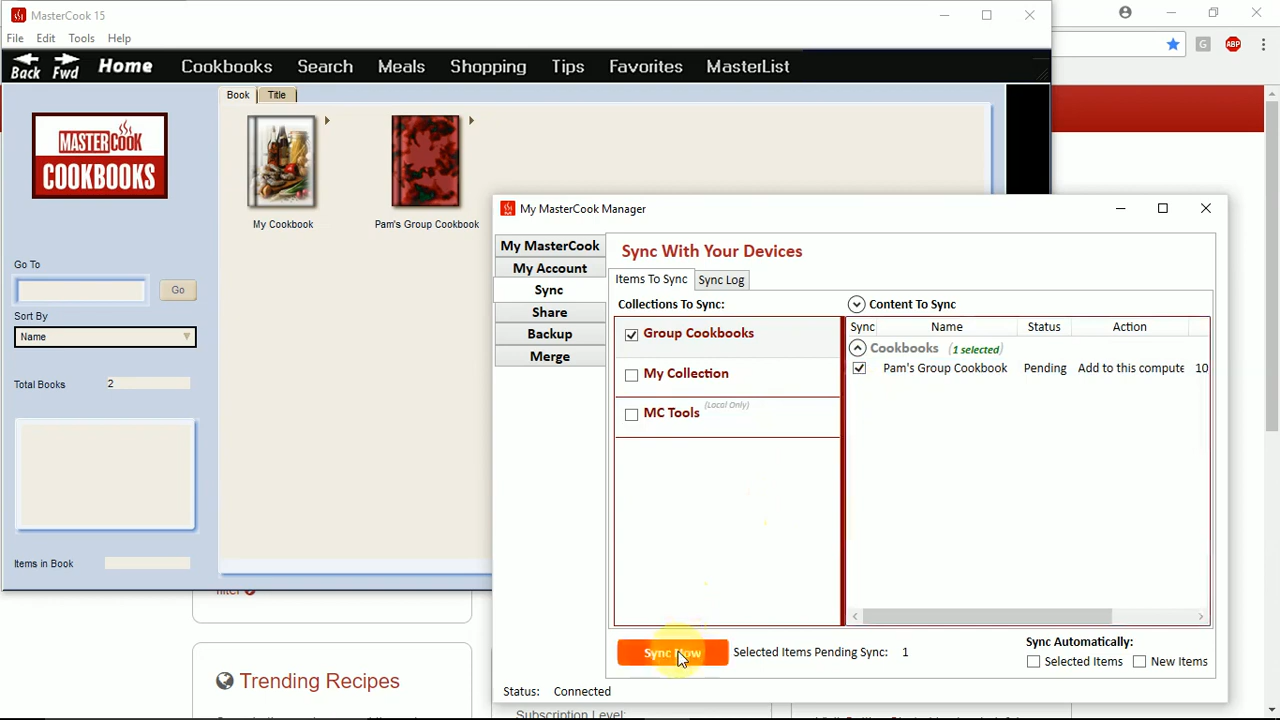 MasterCook 15
File Edit Tools Help
Back Fwd Home Cookbooks Search Meals Shopping Tips Favorites MasterList
Book Title
MASTERCOOK
COOKBOOKS
My Cookbook Pam's Group Cookbook
Go To
Go
Sort By
Name
Total Books 2
Items in Book
My MasterCook Manager
My MasterCook
My Account
Sync
Share
Backup
Merge
Sync With Your Devices
Items To Sync Sync Log
Collections To Sync:
Group Cookbooks
My Collection
MC Tools (Local Only)
Content To Sync
Sync Name Status Action
Cookbooks (1 selected)
Pam's Group Cookbook Pending Add to this compute 10
Sync Now Selected Items Pending Sync: 1
Sync Automatically:
Selected Items New Items
Status: Connected
G ABP
Trending Recipes
Subscription Level: